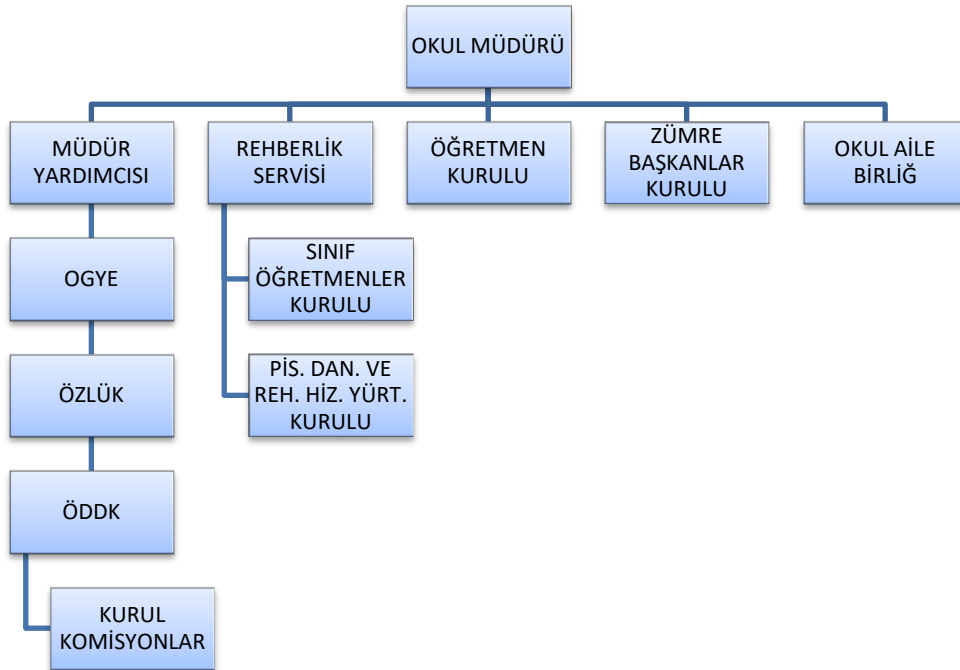 OKUL MÜDÜRÜ
MÜDÜR
YARDIMCISI
REHBERLİK
SERVİSİ
ÖĞRETMEN
KURULU
ZÜMRE
BAŞKANLAR
KURULU
OKUL AİLE
BİRLİĞ
OGYE
SINIF
ÖĞRETMENLER
KURULU
ÖZLÜK
PİS. DAN. VE
REH. HİZ. YÜRT.
KURULU
ÖDDK
KURUL
KOMİSYONLAR